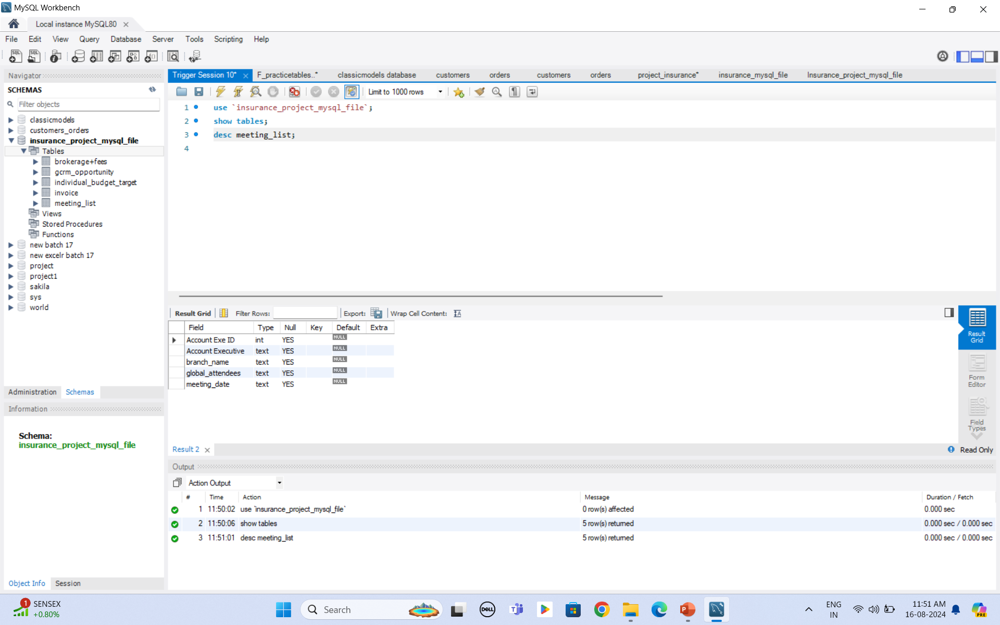 MySQL Workbench
Local instance MySQL80
File Edit View Query Database Server Tools Scripting Help
Navigator
SCHEMAS
Filter objects
classicmodels
customers_orders
insurance_project_mysql_file
Tables
brokerage+fees
gcrm_opportunity
individual_budget_target
invoice
meeting_list
Views
Stored Procedures
Functions
new batch 17
new excelr batch 17
project
project1
sakila
sys
world
Administration Schemas
Information
Schema:
insurance_project_mysql_file
Object Info Session
Trigger Session 10* F_practicetables..* classicmodels database customers orders customers orders project_insurance* insurance_mysql_file Insurance_project_mysql_file
Limit to 1000 rows
1 use `insurance_project_mysql_file`;
2 show tables;
3 desc meeting_list;
4
Result Grid Filter Rows: Export: Wrap Cell Content:
Field Type Null Key Default Extra
Account Exe ID int YES NULL
Account Executive text YES NULL
branch_name text YES NULL
global_attendees text YES NULL
meeting_date text YES NULL
Result
Grid
Form
Editor
Field
Types
Result 2 Read Only
Output
Action Output
# Time Action Message Duration / Fetch
1 11:50:02 use `insurance_project_mysql_file` 0 row(s) affected 0.000 sec
2 11:50:06 show tables 5 row(s) returned 0.000 sec / 0.000 sec
3 11:51:01 desc meeting_list 5 row(s) returned 0.000 sec / 0.000 sec
1 SENSEX
+0.80%
Search
DELL
ENG
IN
11:51 AM
16-08-2024
PRE